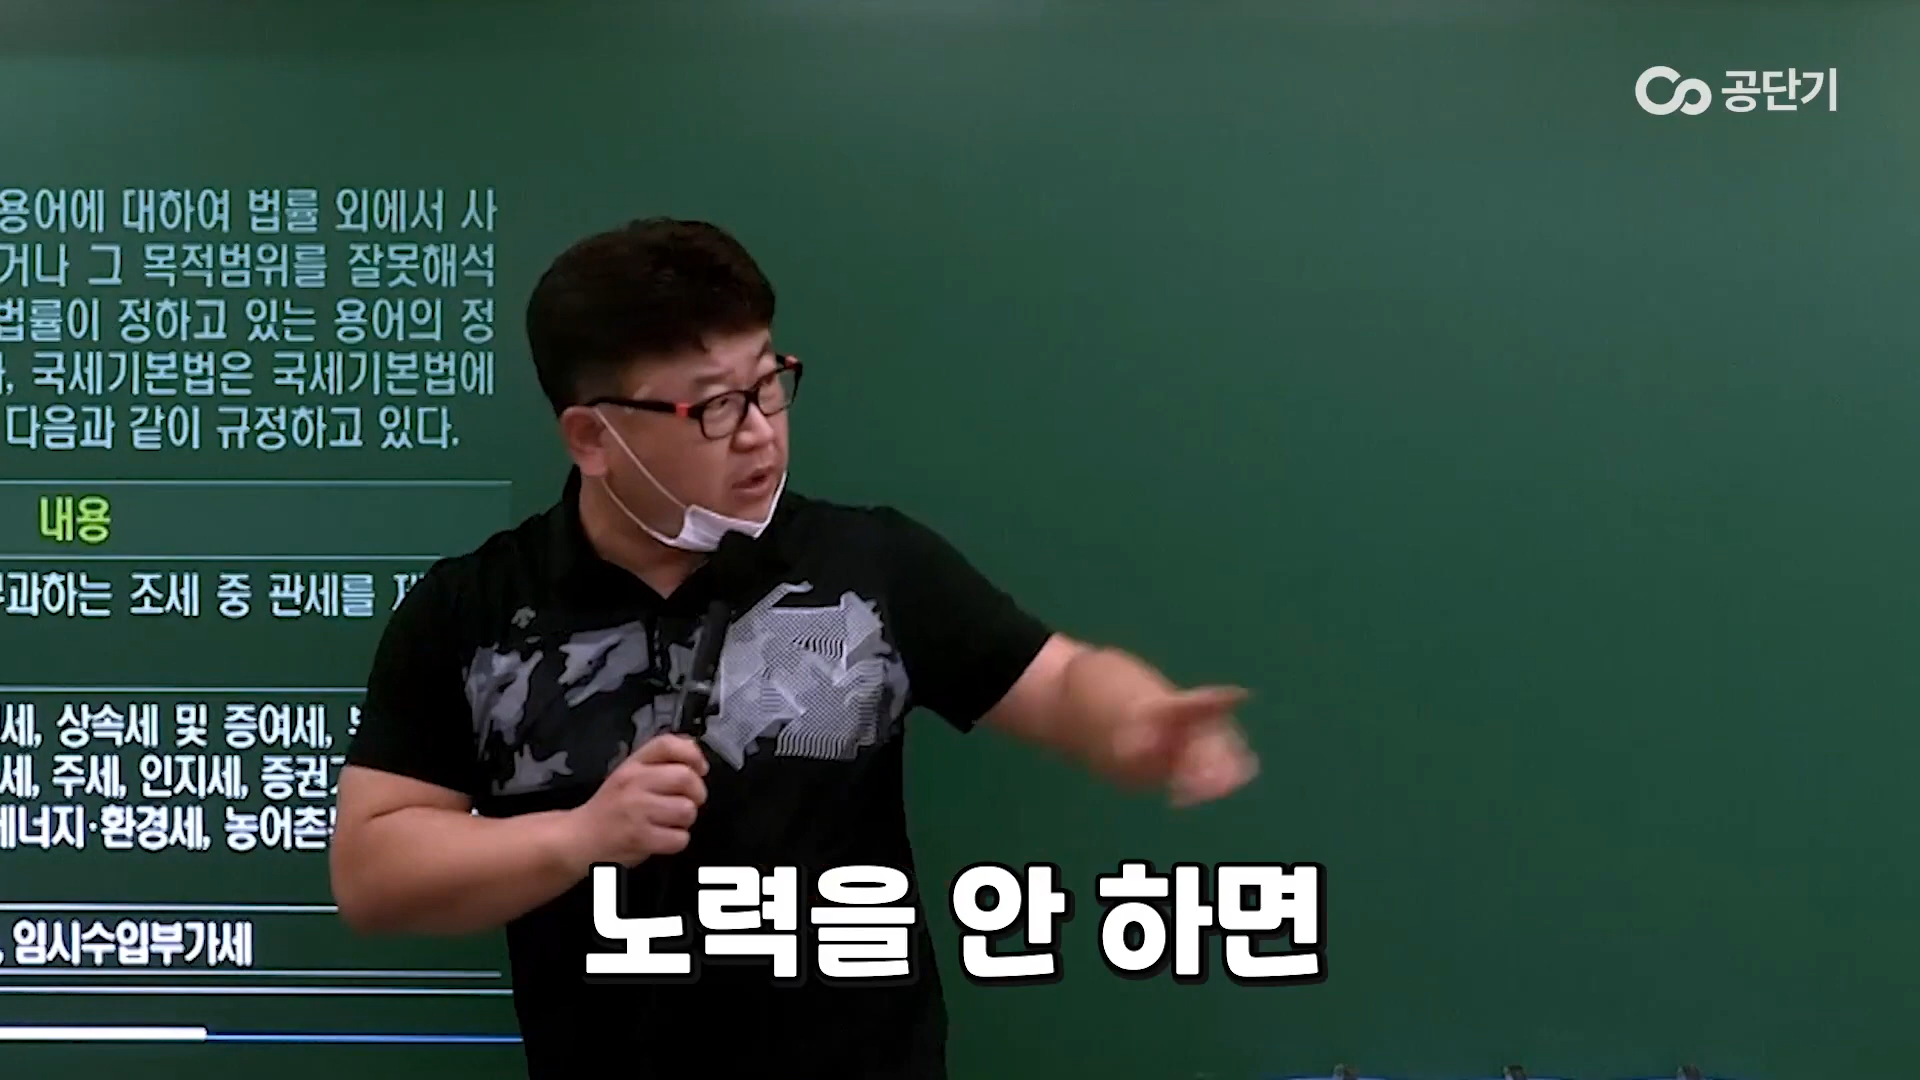 공단기
용어에 대하여 법률 외에서 사
거나 그 목적범위를 잘못해석
법률이 정하고 있는 용어의 정
국세기본법은 국세기본법에
다음과 같이 규정하고 있다.
내용
과하는 조세 중 관세를
세, 상속세 및 증여세,
세, 주세, 인지세, 증권
에너지·환경세, 농어촌
, 임시수입부가세
노력을 안 하면